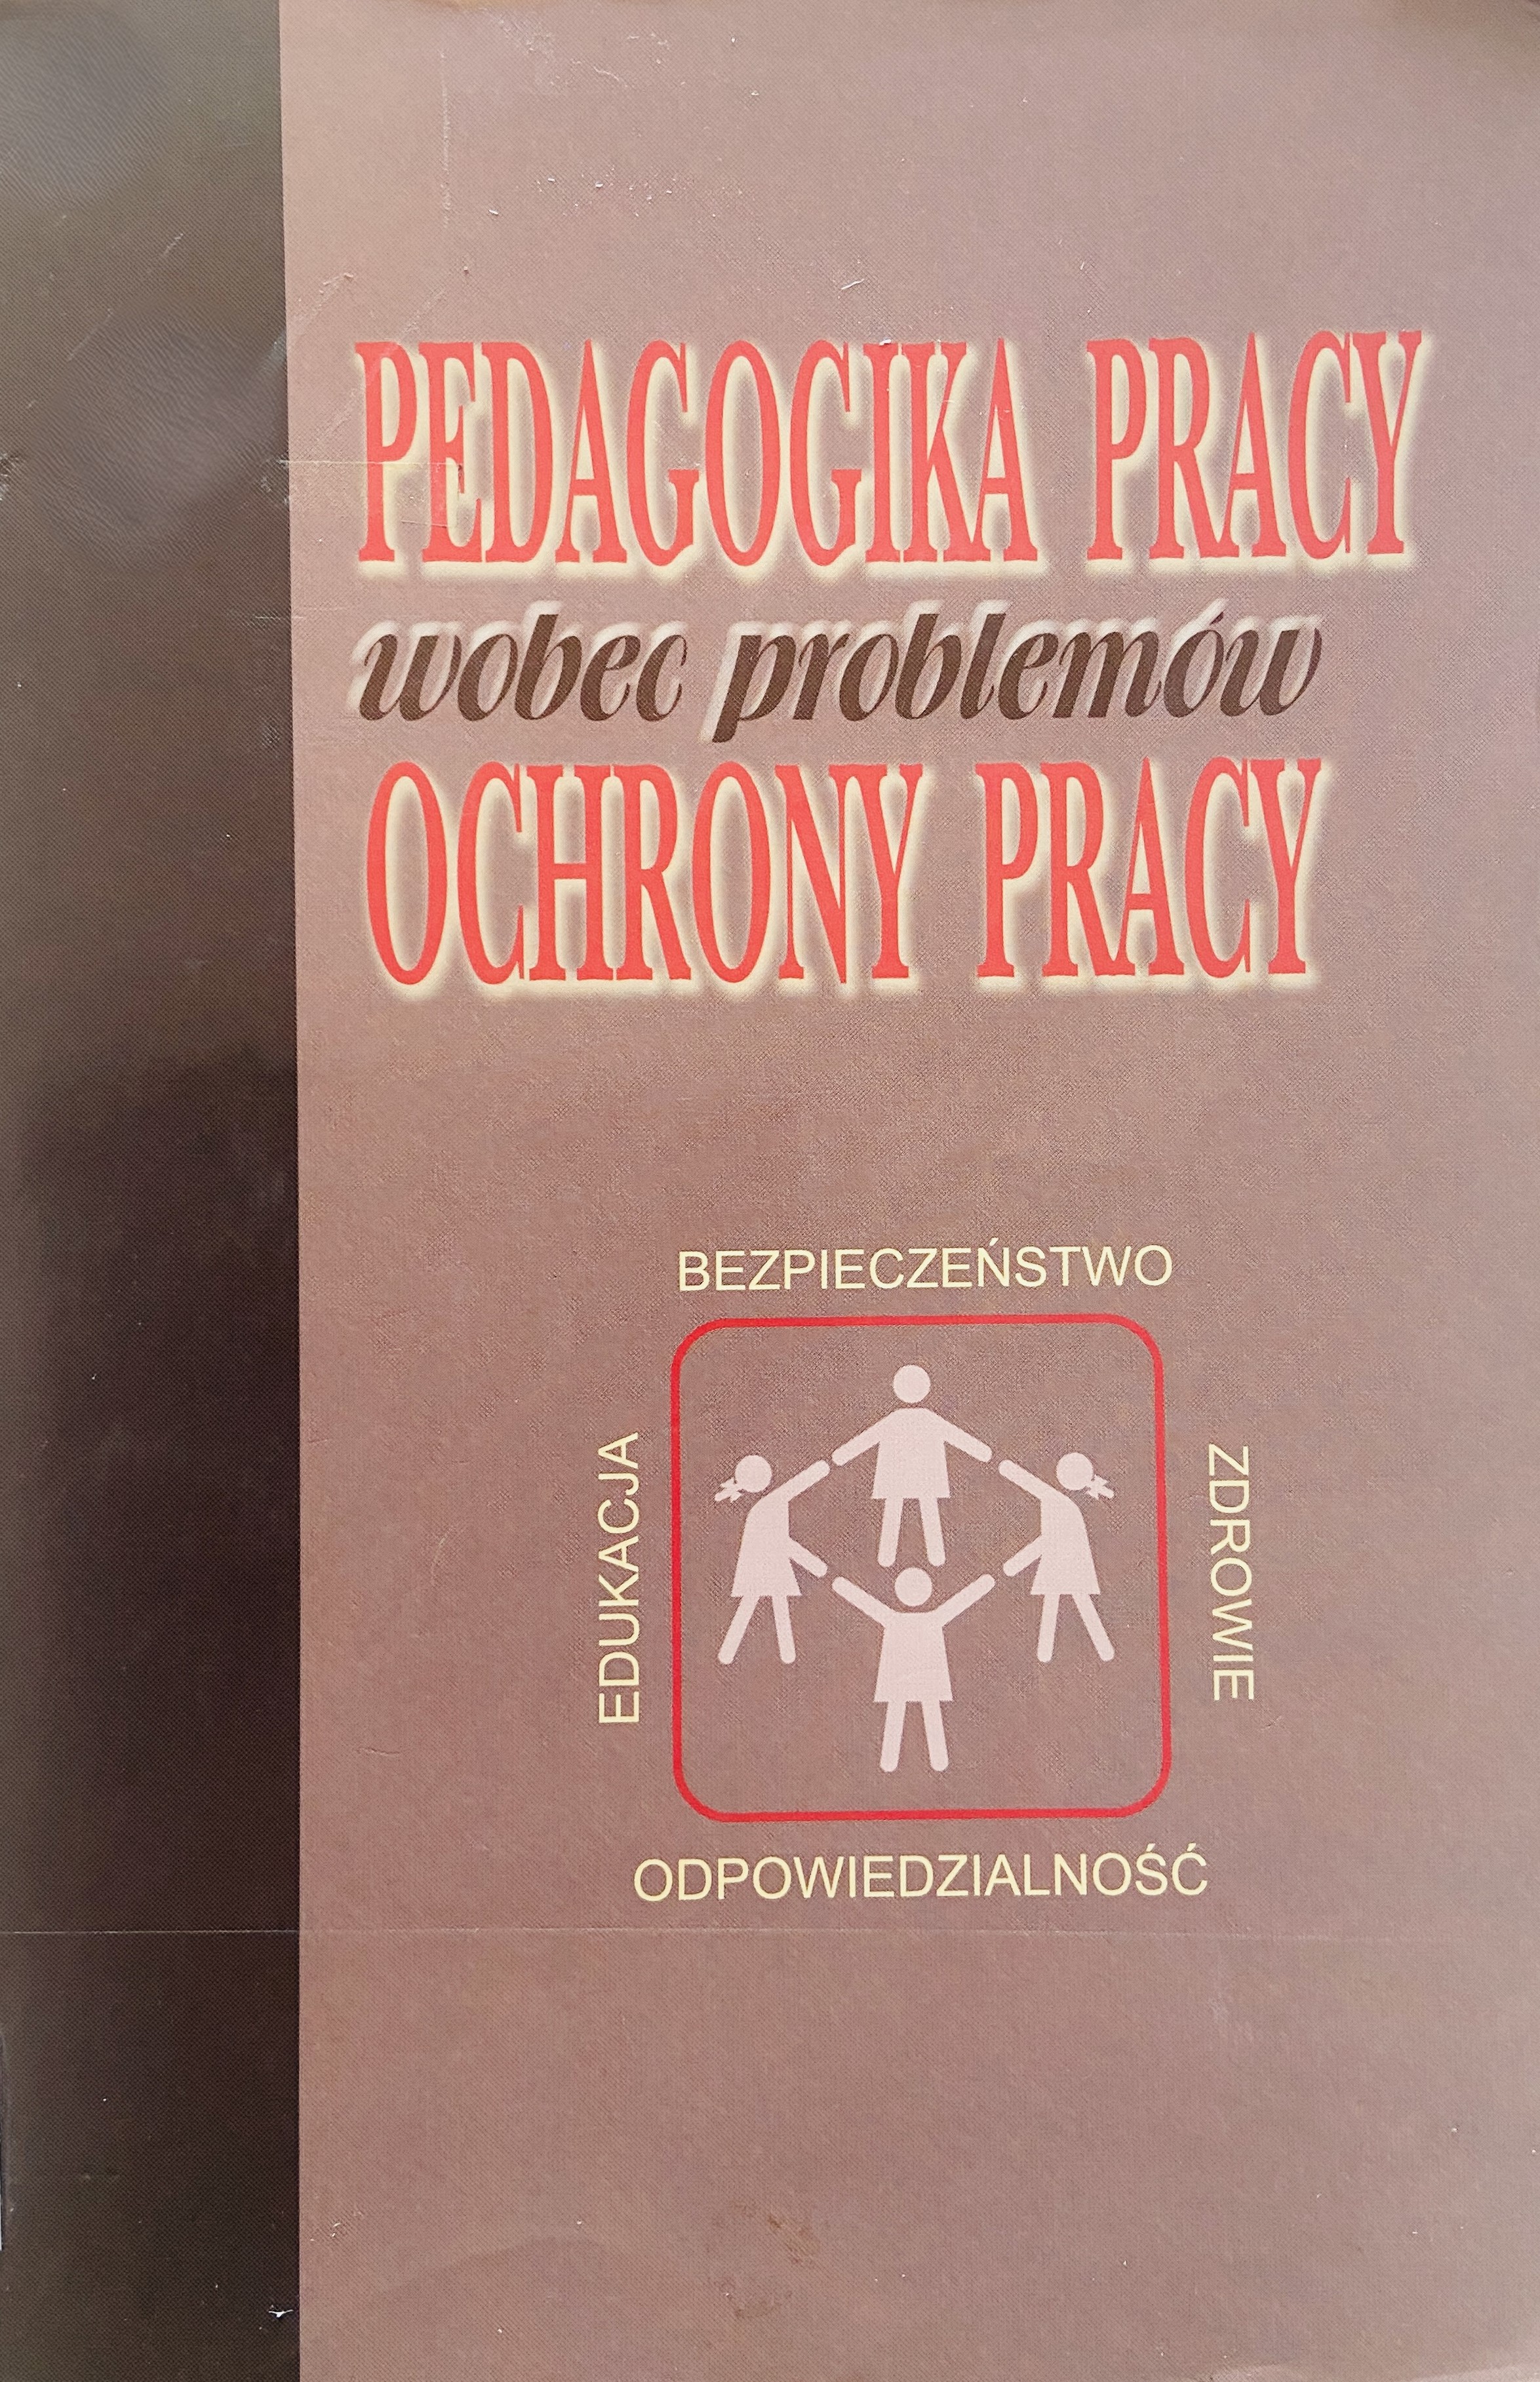 PEDAGOGIKA PRACY
wobec problemów
OCHRONY PRACY
BEZPIECZEŃSTWO
EDUKACJA
ZDROWIE
ODPOWIEDZIALNOŚĆ